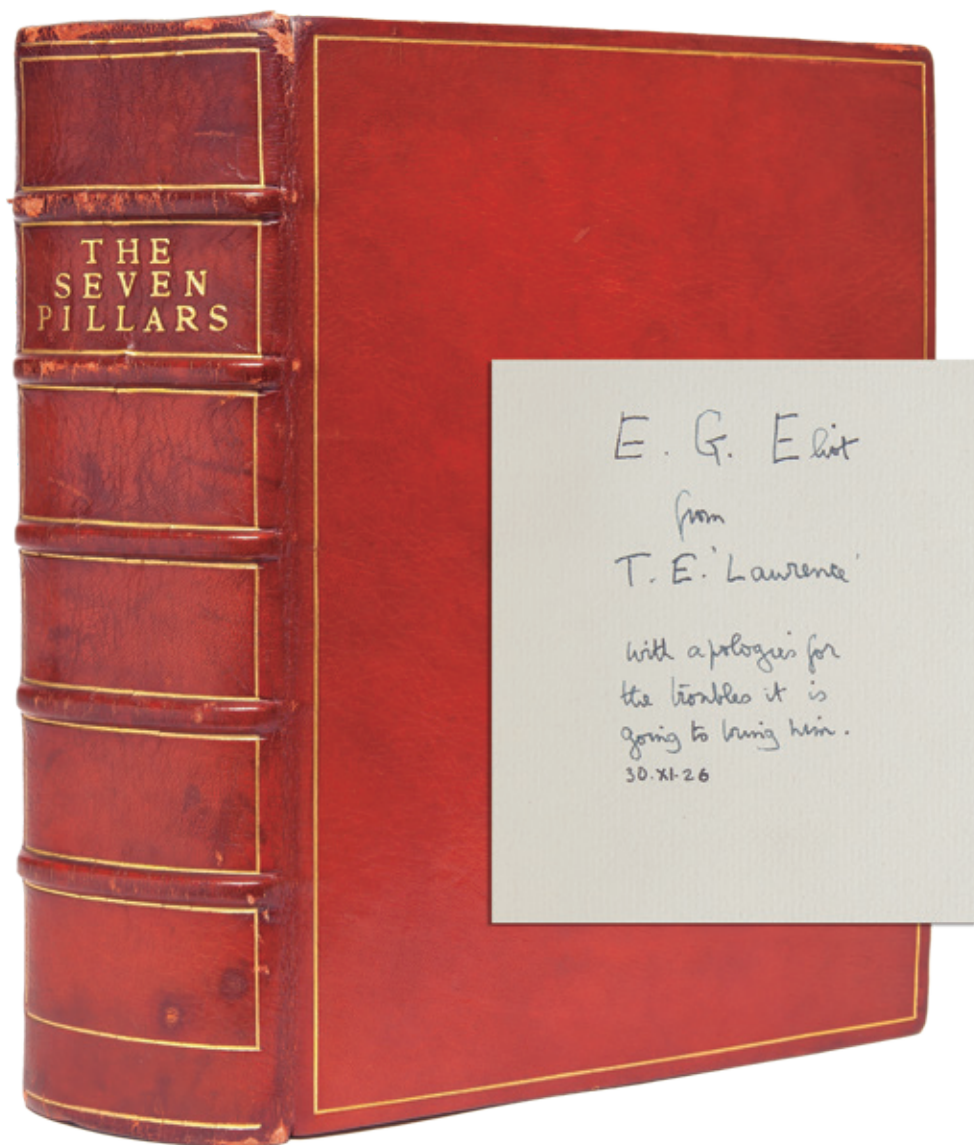 THE
SEVEN
PILLARS
E. G. Eliot
from
T. E. 'Lawrence'
with apologies for
the troubles it is
going to bring him.
30.XI.26